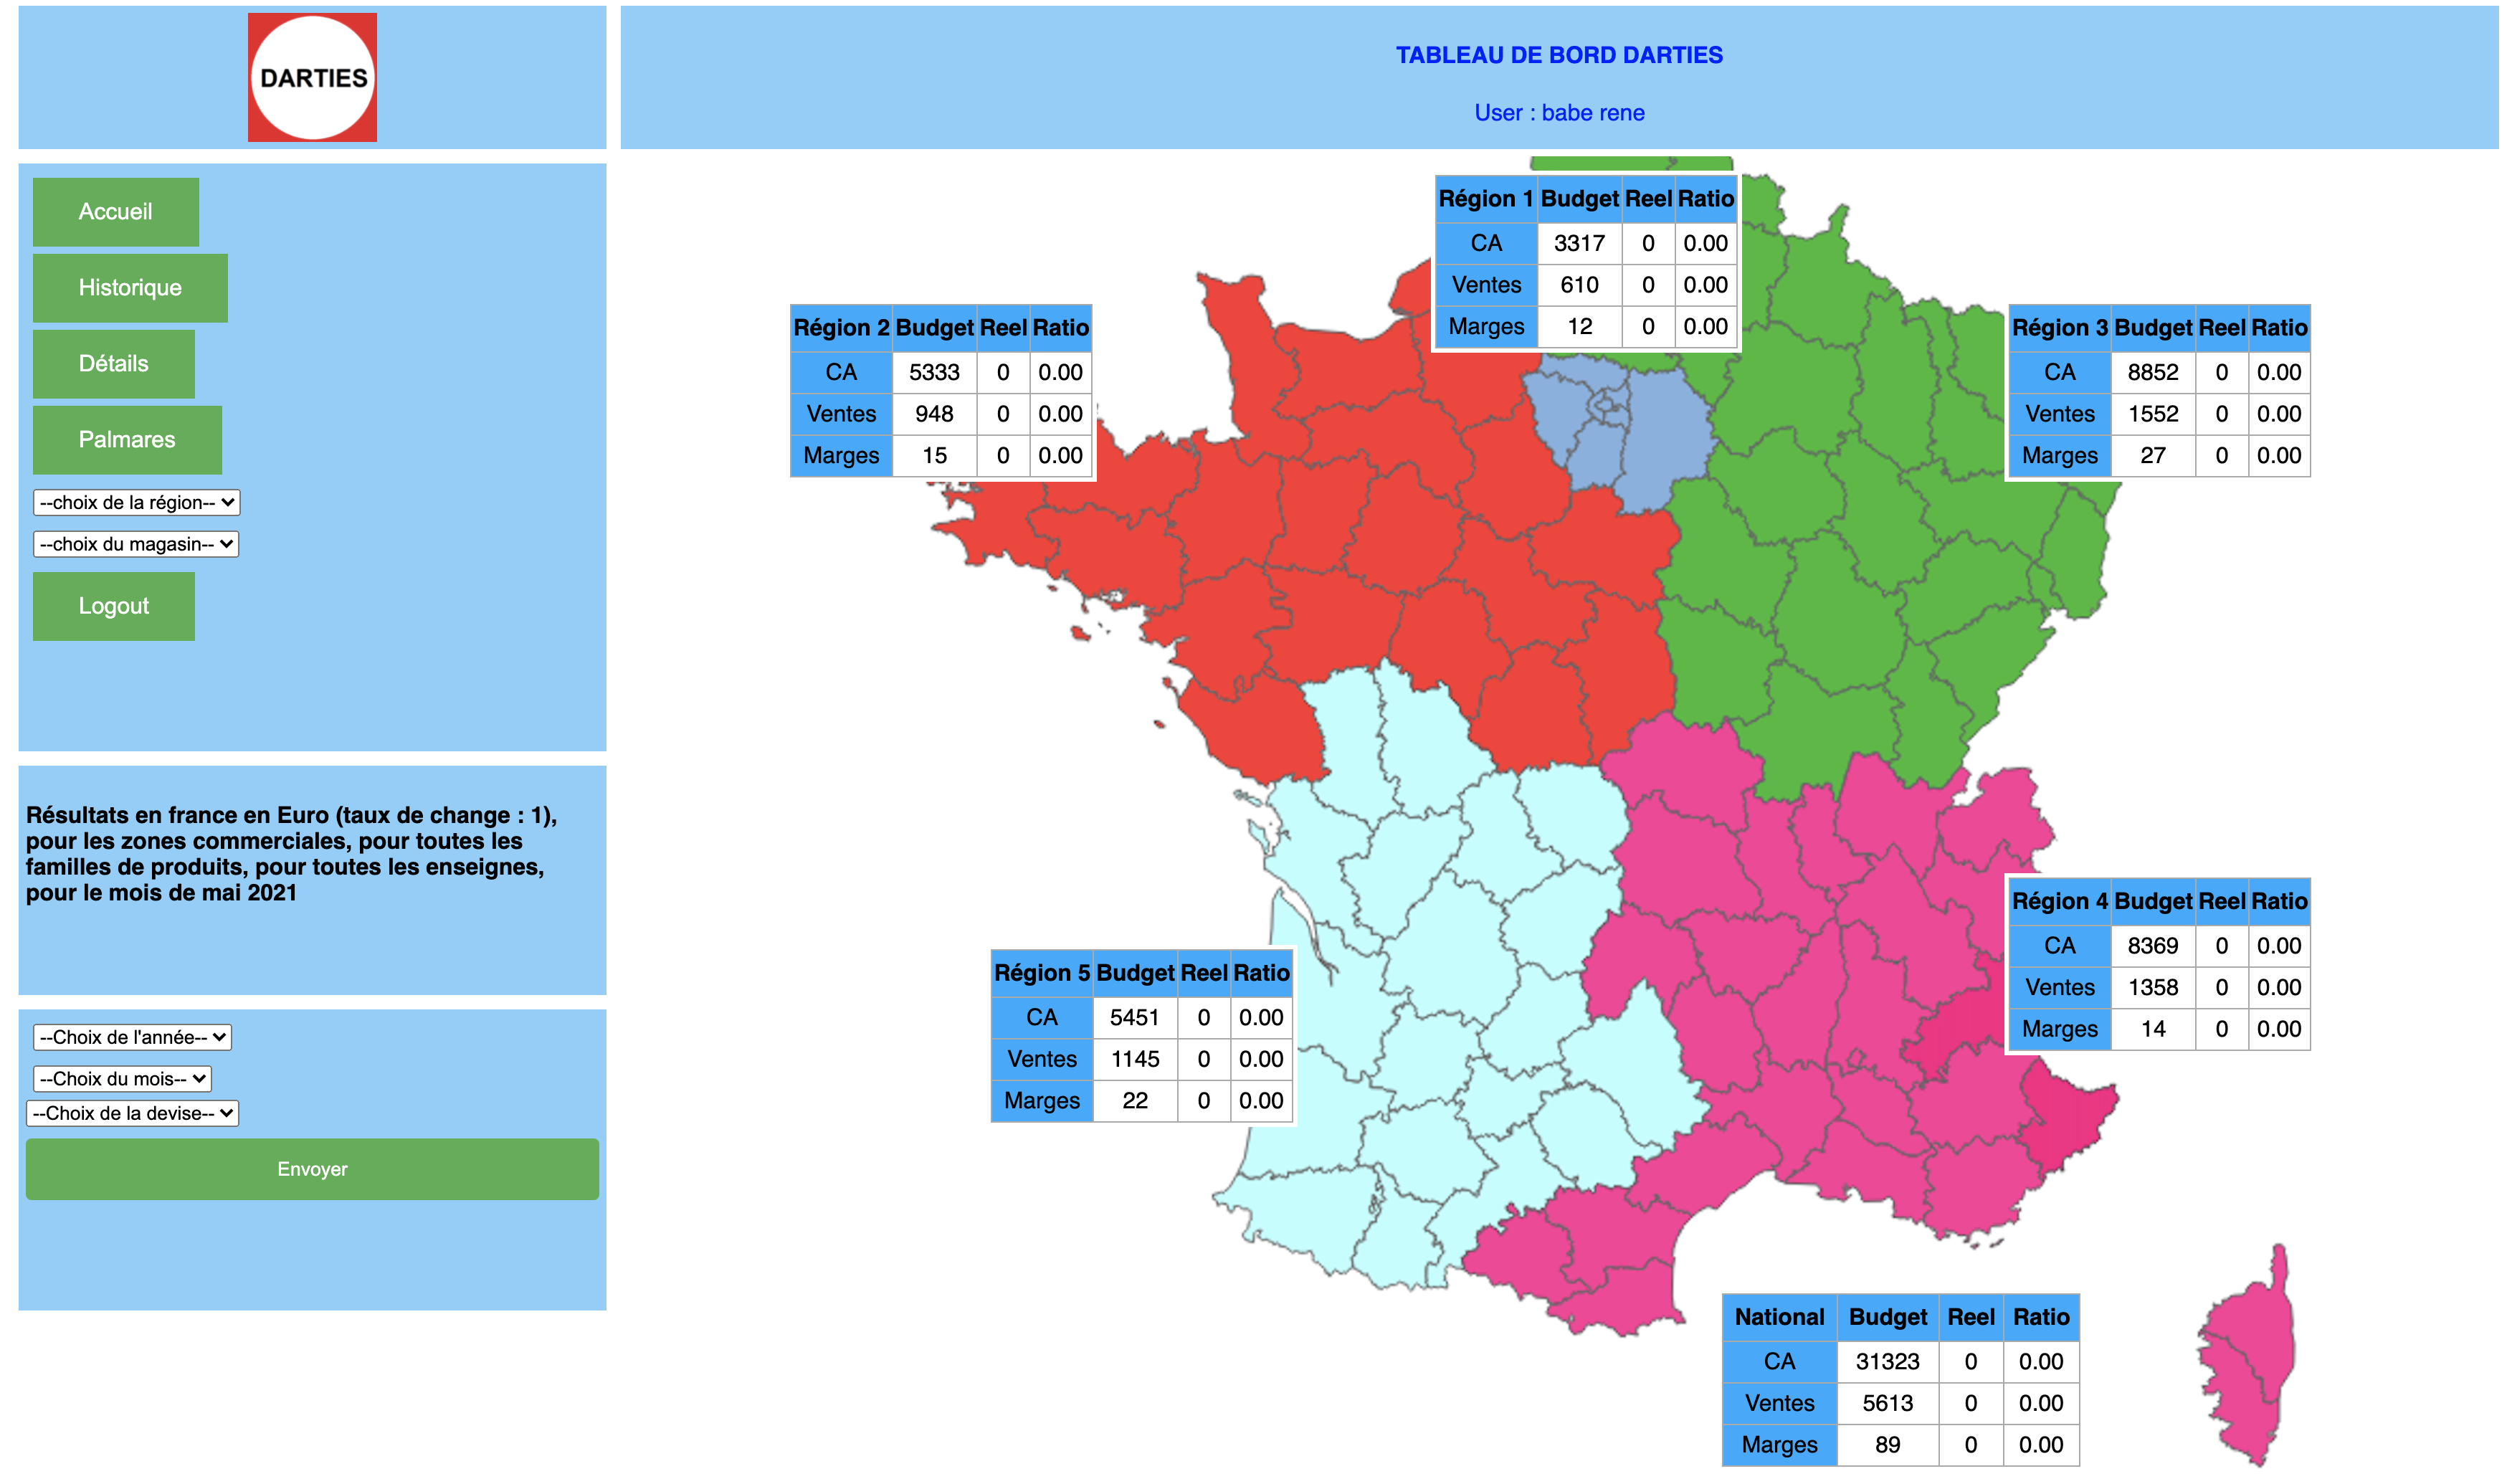 DARTIES
TABLEAU DE BORD DARTIES
User : babe rene
Accueil
Historique
Détails
Palmares
--choix de la région--
--choix du magasin--
Logout
Résultats en france en Euro (taux de change : 1),
pour les zones commerciales, pour toutes les
familles de produits, pour toutes les enseignes,
pour le mois de mai 2021
--Choix de l'année--
--Choix du mois--
--Choix de la devise--
Envoyer
Région 1 Budget Reel Ratio
CA 3317 0 0.00
Ventes 610 0 0.00
Marges 12 0 0.00
Région 2 Budget Reel Ratio
CA 5333 0 0.00
Ventes 948 0 0.00
Marges 15 0 0.00
Région 3 Budget Reel Ratio
CA 8852 0 0.00
Ventes 1552 0 0.00
Marges 27 0 0.00
Région 4 Budget Reel Ratio
CA 8369 0 0.00
Ventes 1358 0 0.00
Marges 14 0 0.00
Région 5 Budget Reel Ratio
CA 5451 0 0.00
Ventes 1145 0 0.00
Marges 22 0 0.00
National Budget Reel Ratio
CA 31323 0 0.00
Ventes 5613 0 0.00
Marges 89 0 0.00